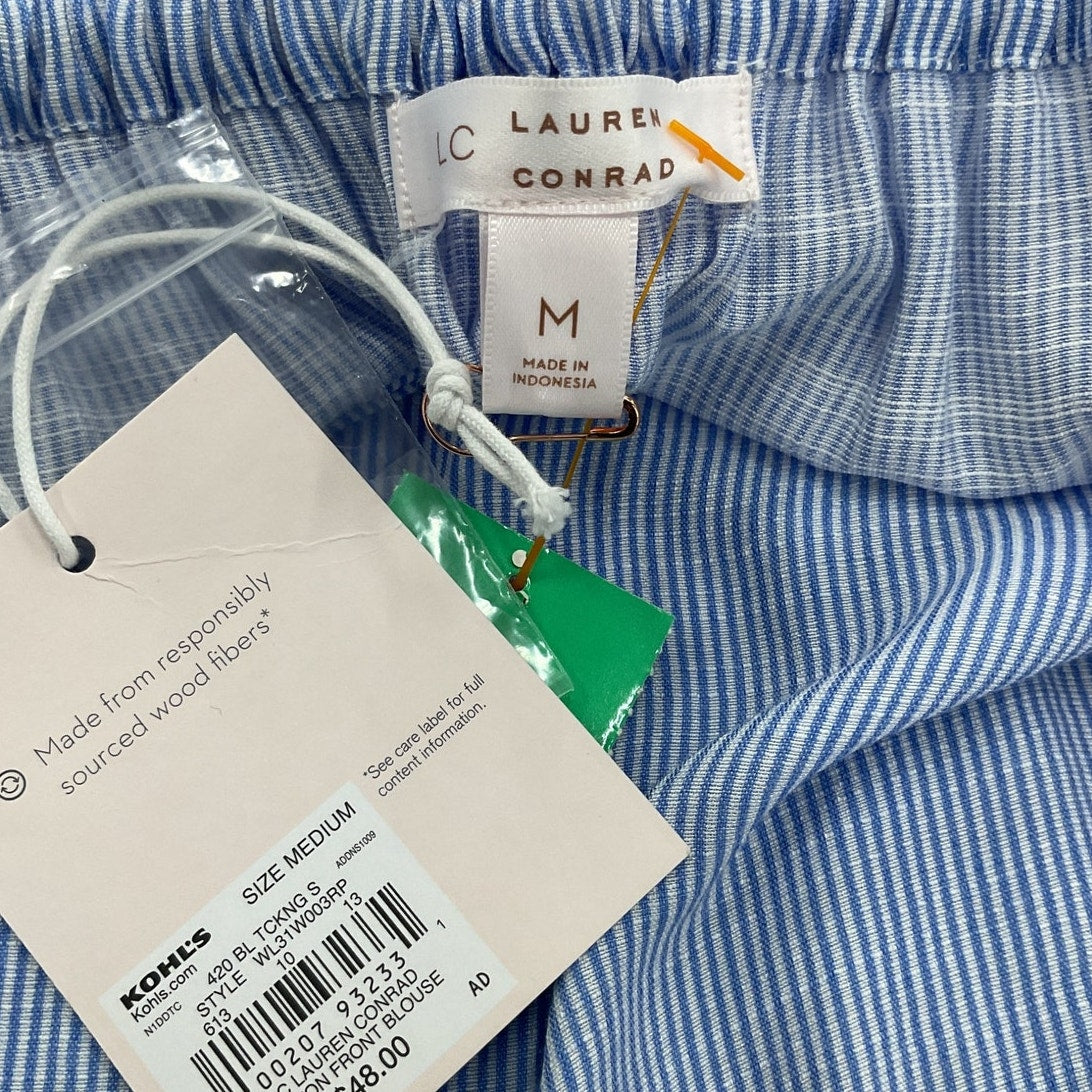 LC
LAUREN
CONRAD
M
MADE IN
INDONESIA
Made from responsibly
sourced wood fibers*
*See care label for full
content information.
SIZE MEDIUM
KOHL'S
Kohls.com
ADDNS1009
N1DDTC
420 BL TCKNG S
STYLE WL31W003RP
613 10 13
00207 93233 1
LAUREN CONRAD
FRONT BLOUSE
AD
$48.00